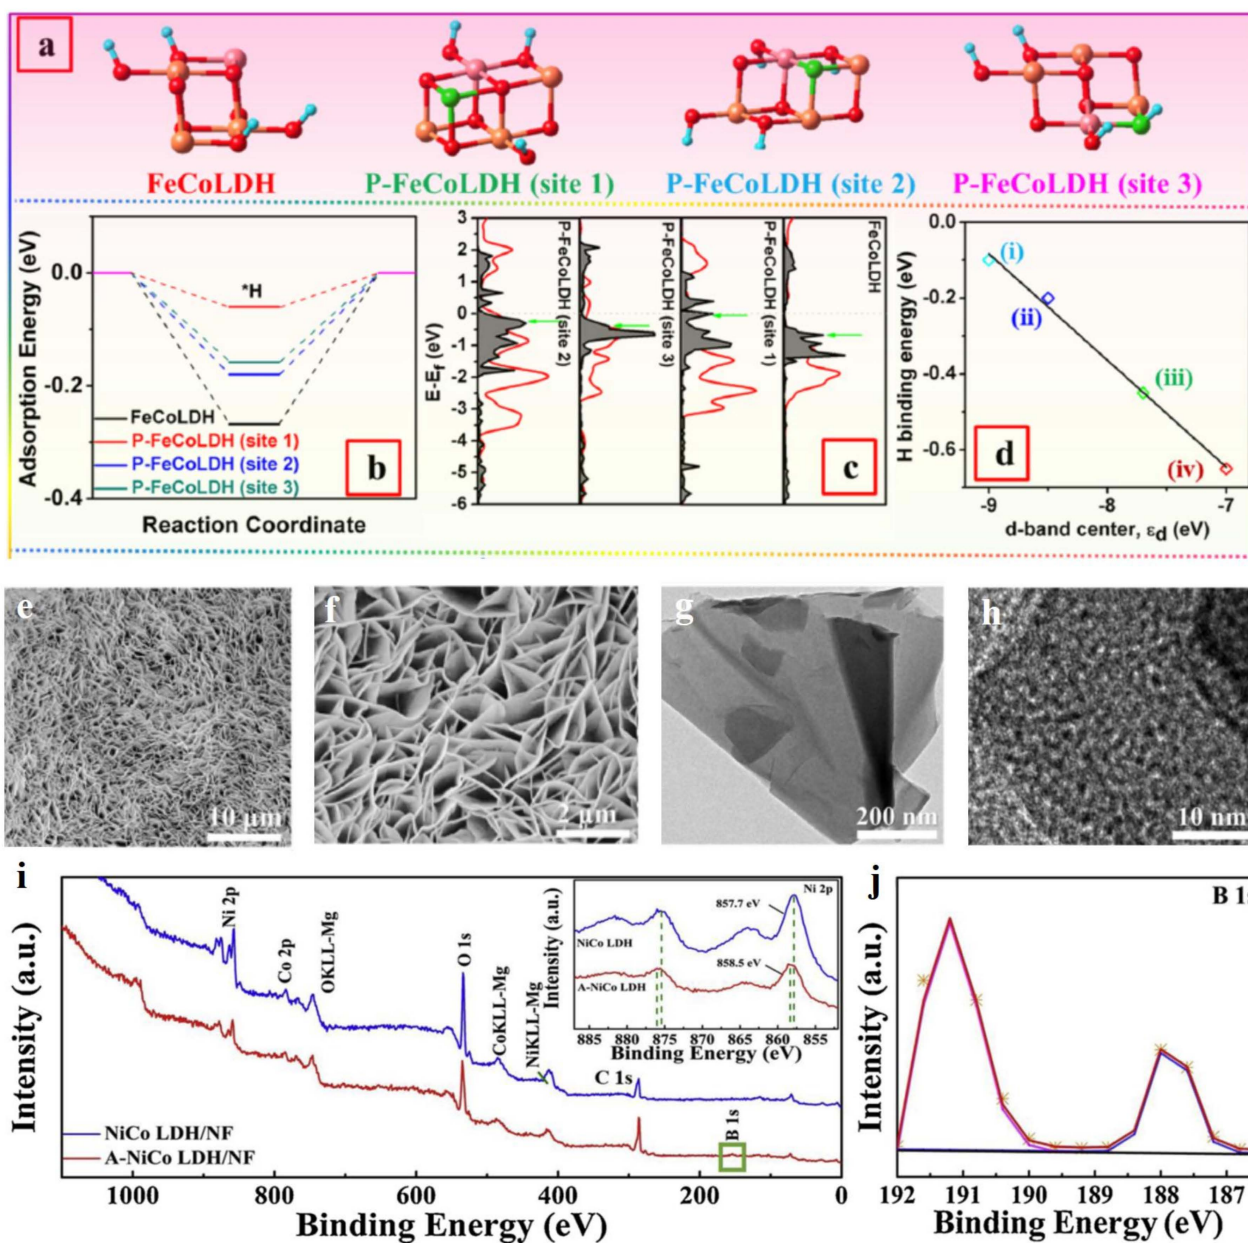 a
FeCoLDH
P-FeCoLDH (site 1)
P-FeCoLDH (site 2)
P-FeCoLDH (site 3)
Adsorption Energy (eV)
0.0
-0.2
-0.4
*H
FeCoLDH
P-FeCoLDH (site 1)
P-FeCoLDH (site 2)
P-FeCoLDH (site 3)
b
Reaction Coordinate
E-Ef (eV)
3
2
1
0
-1
-2
-3
-4
-5
-6
P-FeCoLDH (site 2)
P-FeCoLDH (site 3)
P-FeCoLDH (site 1)
FeCoLDH
c
H binding energy (eV)
0.0
-0.2
-0.4
-0.6
(i)
(ii)
(iii)
(iv)
d
-9
-8
-7
d-band center, εd (eV)
e
10 μm
f
2 μm
g
200 nm
h
10 nm
i
Intensity (a.u.)
Ni 2p
Co 2p
OKLL-Mg
O 1s
CoKLL-Mg
NiKLL-Mg
C 1s
B 1s
NiCo LDH/NF
A-NiCo LDH/NF
1000
800
600
400
200
0
Binding Energy (eV)
Intensity (a.u.)
Ni 2p
857.7 eV
NiCo LDH
858.5 eV
A-NiCo LDH
885 880 875 870 865 860 855
Binding Energy (eV)
j
B 1s
Intensity (a.u.)
192 191 190 189 188 187
Binding Energy (eV)